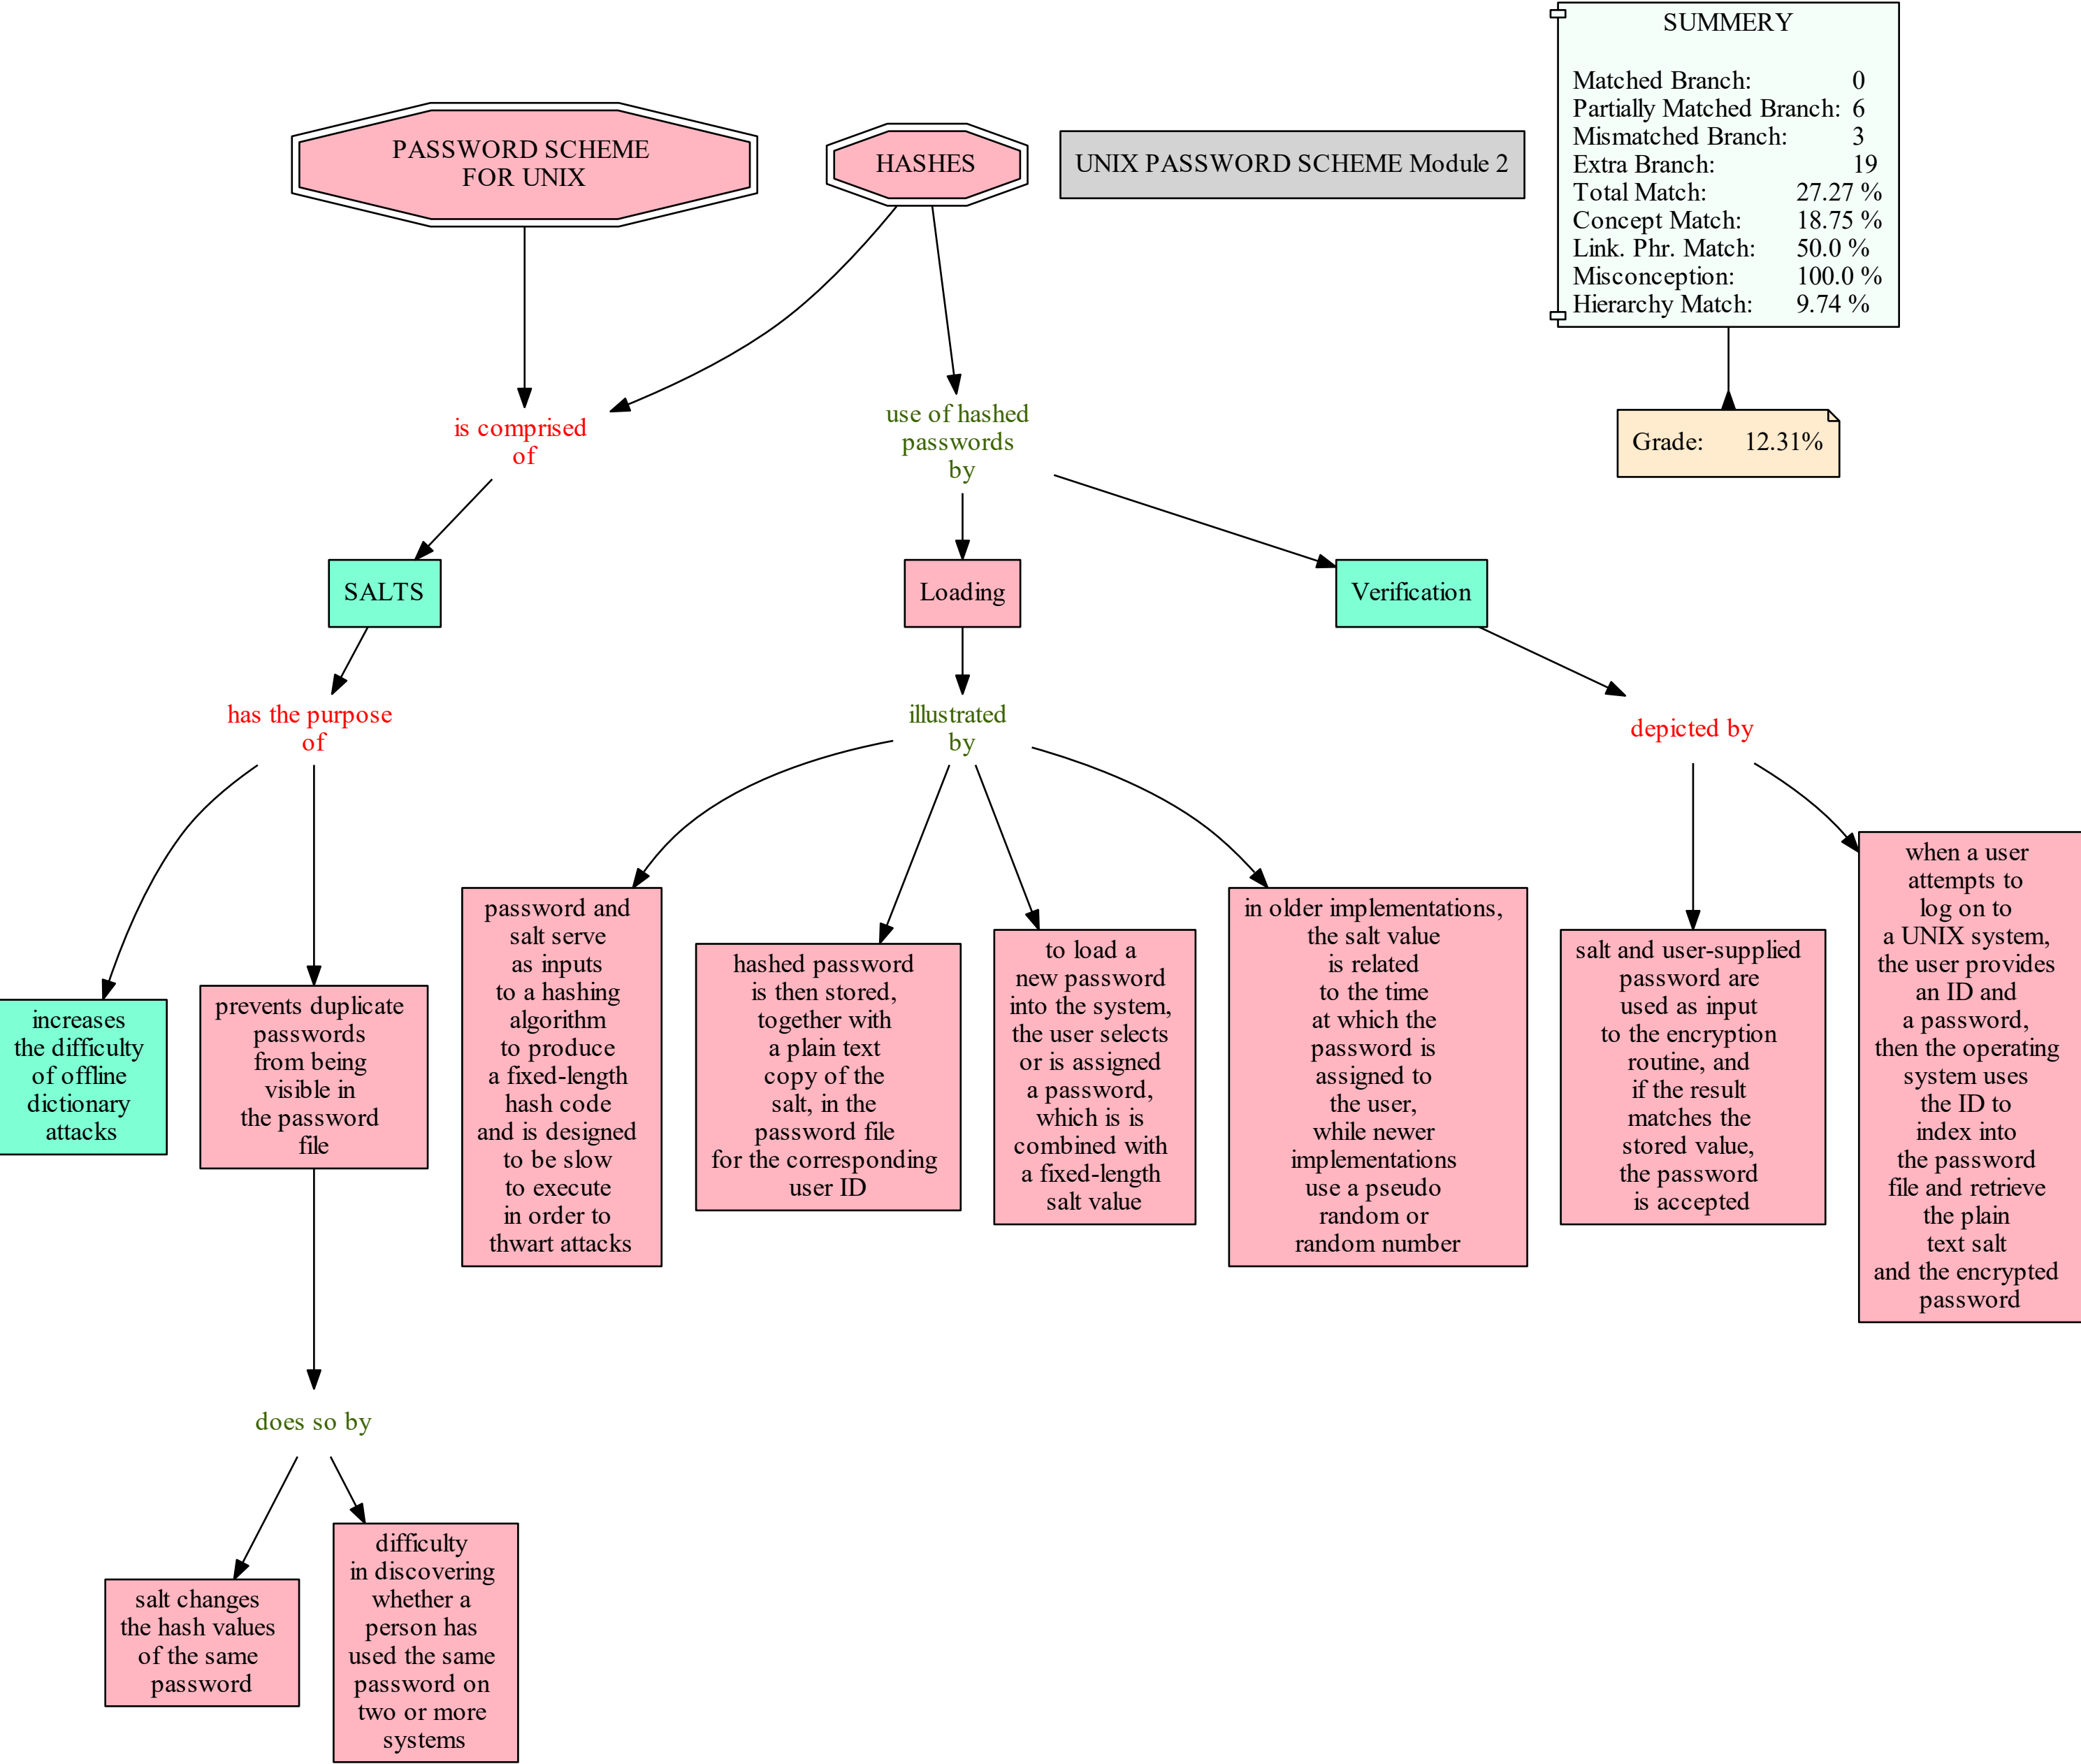 SUMMERY
Matched Branch: 0
Partially Matched Branch: 6
Mismatched Branch: 3
Extra Branch: 19
Total Match: 27.27 %
Concept Match: 18.75 %
Link. Phr. Match: 50.0 %
Misconception: 100.0 %
Hierarchy Match: 9.74 %
PASSWORD SCHEME
FOR UNIX
HASHES
UNIX PASSWORD SCHEME Module 2
Grade: 12.31%
is comprised
of
use of hashed
passwords
by
SALTS
Loading
Verification
has the purpose
of
illustrated
by
depicted by
increases
the difficulty
of offline
dictionary
attacks
prevents duplicate
passwords
from being
visible in
the password
file
password and
salt serve
as inputs
to a hashing
algorithm
to produce
a fixed-length
hash code
and is designed
to be slow
to execute
in order to
thwart attacks
hashed password
is then stored,
together with
a plain text
copy of the
salt, in the
password file
for the corresponding
user ID
to load a
new password
into the system,
the user selects
or is assigned
a password,
which is is
combined with
a fixed-length
salt value
in older implementations,
the salt value
is related
to the time
at which the
password is
assigned to
the user,
while newer
implementations
use a pseudo
random or
random number
salt and user-supplied
password are
used as input
to the encryption
routine, and
if the result
matches the
stored value,
the password
is accepted
when a user
attempts to
log on to
a UNIX system,
the user provides
an ID and
a password,
then the operating
system uses
the ID to
index into
the password
file and retrieve
the plain
text salt
and the encrypted
password
does so by
salt changes
the hash values
of the same
password
difficulty
in discovering
whether a
person has
used the same
password on
two or more
systems